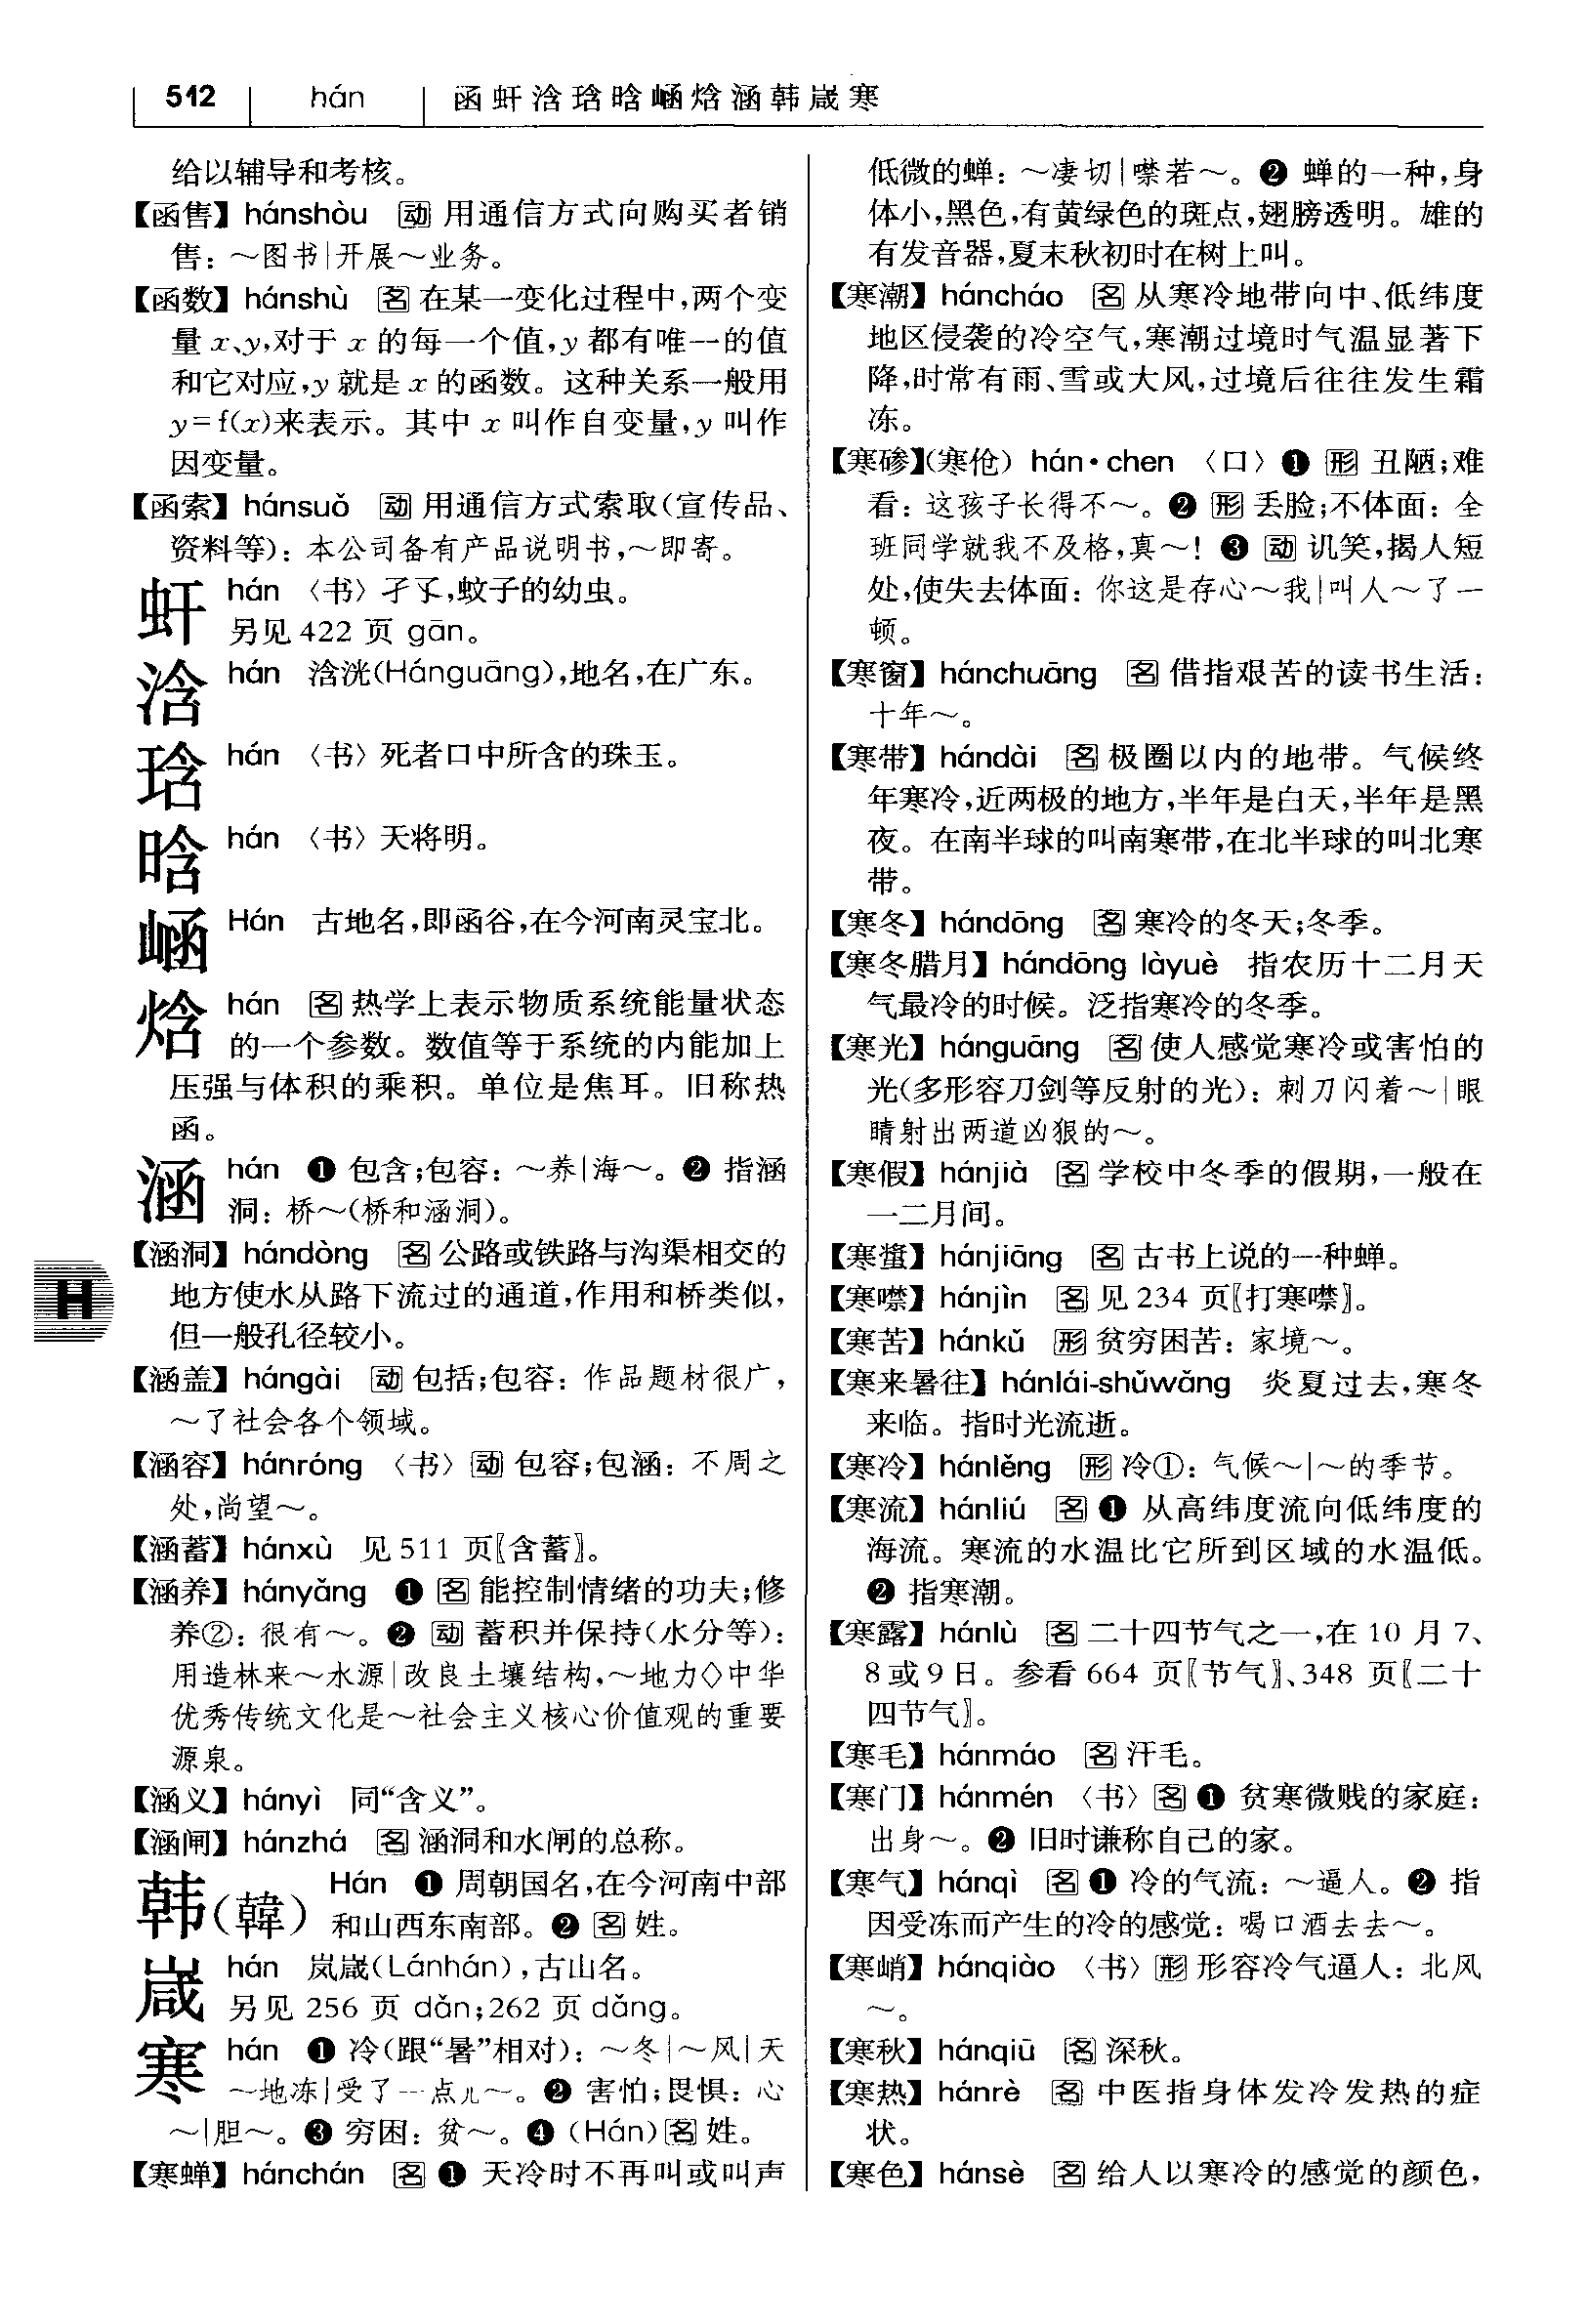 512 hán 函虷浛琀晗崡焓涵韩嵅寒
给以辅导和考核。
【函售】 hánshòu 动 用通信方式向购买者销
售：～图书|开展～业务。
【函数】 hánshù 名 在某一变化过程中,两个变
量 x、y,对于 x 的每一个值,y 都有唯一的值
和它对应,y 就是 x 的函数。这种关系一般用
y=f(x)来表示。其中 x 叫作自变量,y 叫作
因变量。
【函索】 hánsuǒ 动 用通信方式索取(宣传品、
资料等)：本公司备有产品说明书,～即寄。
虷 hán 〈书〉孑孓,蚊子的幼虫。
另见 422 页 gān。
浛 hán 浛洸(Hánguāng),地名,在广东。
琀 hán 〈书〉死者口中所含的珠玉。
晗 hán 〈书〉天将明。
崡 Hán 古地名,即函谷,在今河南灵宝北。
焓 hán 名 热学上表示物质系统能量状态
的一个参数。数值等于系统的内能加上
压强与体积的乘积。单位是焦耳。旧称热
函。
涵 hán ❶ 包含;包容：～养|海～。❷ 指涵
洞：桥～(桥和涵洞)。
【涵洞】 hándòng 名 公路或铁路与沟渠相交的
地方使水从路下流过的通道,作用和桥类似,
但一般孔径较小。
【涵盖】 hángài 动 包括;包容：作品题材很广,
～了社会各个领域。
【涵容】 hánróng 〈书〉动 包容;包涵：不周之
处,尚望～。
【涵蓄】 hánxù 见 511 页〖含蓄〗。
【涵养】 hányǎng ❶ 名 能控制情绪的功夫;修
养②：很有～。❷ 动 蓄积并保持(水分等)：
用造林来～水源|改良土壤结构,～地力◇中华
优秀传统文化是～社会主义核心价值观的重要
源泉。
【涵义】 hányì 同“含义”。
【涵闸】 hánzhá 名 涵洞和水闸的总称。
韩(韓) Hán ❶ 周朝国名,在今河南中部
和山西东南部。❷ 名 姓。
嵅 hán 岚嵅(Lánhán),古山名。
另见 256 页 dǎn;262 页 dǎng。
寒 hán ❶ 冷(跟“暑”相对)：～冬|～风|天
～地冻|受了一点儿～。❷ 害怕;畏惧：心
～|胆～。❸ 穷困：贫～。❹ (Hán) 名 姓。
【寒蝉】 hánchán 名 ❶ 天冷时不再叫或叫声
低微的蝉：～凄切|噤若～。❷ 蝉的一种,身
体小,黑色,有黄绿色的斑点,翅膀透明。雄的
有发音器,夏末秋初时在树上叫。
【寒潮】 háncháo 名 从寒冷地带向中、低纬度
地区侵袭的冷空气,寒潮过境时气温显著下
降,时常有雨、雪或大风,过境后往往发生霜
冻。
【寒碜】(寒伧) hán·chen 〈口〉❶ 形 丑陋;难
看：这孩子长得不～。❷ 形 丢脸;不体面：全
班同学就我不及格,真～！❸ 动 讥笑,揭人短
处,使失去体面：你这是存心～我|叫人～了一
顿。
【寒窗】 hánchuāng 名 借指艰苦的读书生活：
十年～。
【寒带】 hándài 名 极圈以内的地带。气候终
年寒冷,近两极的地方,半年是白天,半年是黑
夜。在南半球的叫南寒带,在北半球的叫北寒
带。
【寒冬】 hándōng 名 寒冷的冬天;冬季。
【寒冬腊月】 hándōng làyuè 指农历十二月天
气最冷的时候。泛指寒冷的冬季。
【寒光】 hánguāng 名 使人感觉寒冷或害怕的
光(多形容刀剑等反射的光)：刺刀闪着～|眼
睛射出两道凶狠的～。
【寒假】 hánjià 名 学校中冬季的假期,一般在
一二月间。
【寒螀】 hánjiāng 名 古书上说的一种蝉。
【寒噤】 hánjìn 名 见 234 页〖打寒噤〗。
【寒苦】 hánkǔ 形 贫穷困苦：家境～。
【寒来暑往】 hánlái-shǔwǎng 炎夏过去,寒冬
来临。指时光流逝。
【寒冷】 hánlěng 形 冷①：气候～|～的季节。
【寒流】 hánliú 名 ❶ 从高纬度流向低纬度的
海流。寒流的水温比它所到区域的水温低。
❷ 指寒潮。
【寒露】 hánlù 名 二十四节气之一,在 10 月 7、
8 或 9 日。参看 664 页〖节气〗、348 页〖二十
四节气〗。
【寒毛】 hánmáo 名 汗毛。
【寒门】 hánmén 〈书〉名 ❶ 贫寒微贱的家庭：
出身～。❷ 旧时谦称自己的家。
【寒气】 hánqì 名 ❶ 冷的气流：～逼人。❷ 指
因受冻而产生的冷的感觉：喝口酒去去～。
【寒峭】 hánqiào 〈书〉形 形容冷气逼人：北风
～。
【寒秋】 hánqiū 名 深秋。
【寒热】 hánrè 名 中医指身体发冷发热的症
状。
【寒色】 hánsè 名 给人以寒冷的感觉的颜色,
H